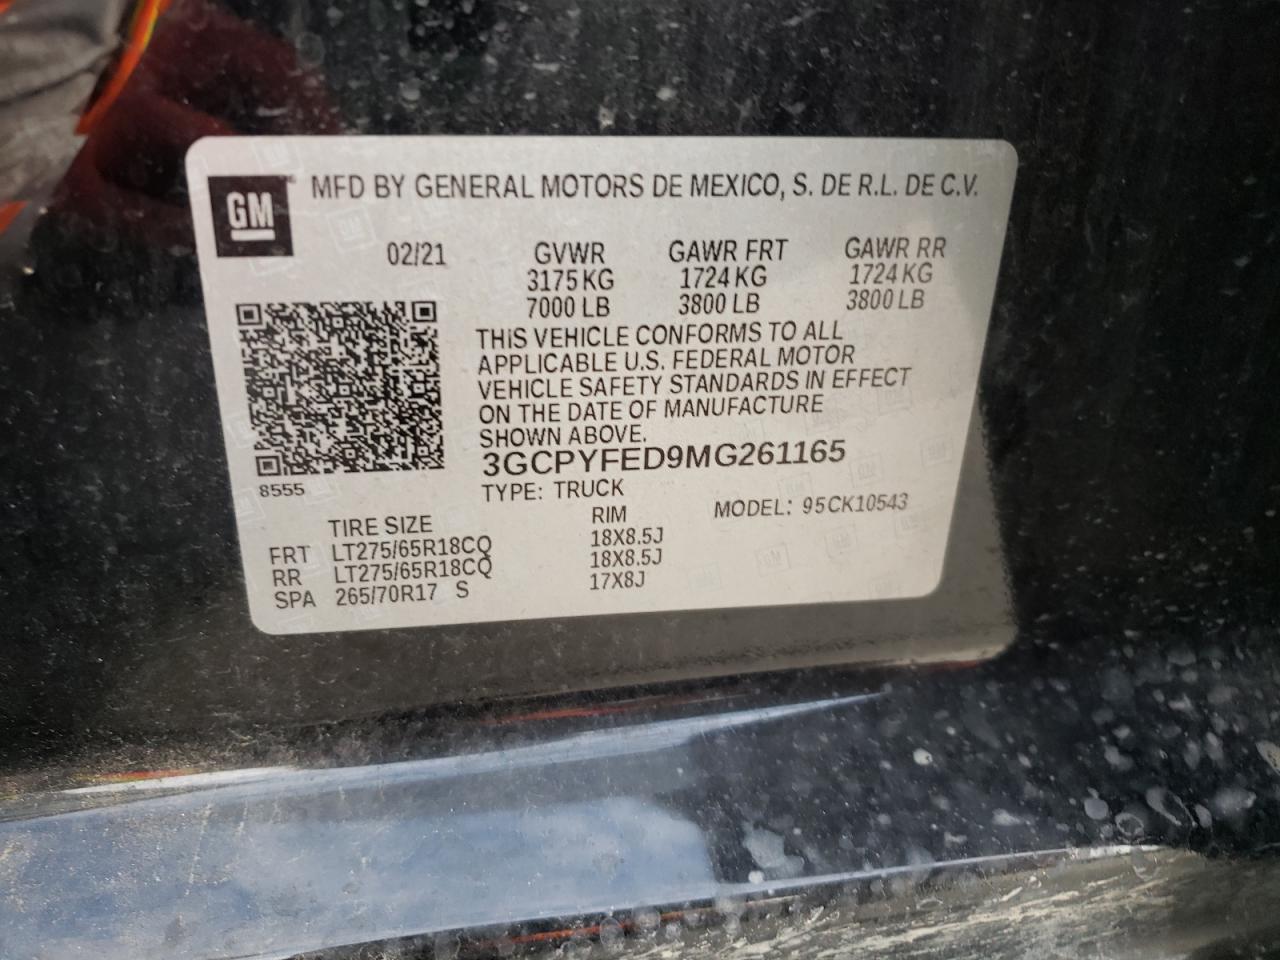 GM MFD BY GENERAL MOTORS DE MEXICO, S. DE R.L. DE C.V.
02/21 GVWR GAWR FRT GAWR RR
3175 KG 1724 KG 1724 KG
7000 LB 3800 LB 3800 LB
THIS VEHICLE CONFORMS TO ALL
APPLICABLE U.S. FEDERAL MOTOR
VEHICLE SAFETY STANDARDS IN EFFECT
ON THE DATE OF MANUFACTURE
SHOWN ABOVE.
3GCPYFED9MG261165
8555 TYPE: TRUCK MODEL: 95CK10543
TIRE SIZE RIM
FRT LT275/65R18CQ 18X8.5J
RR LT275/65R18CQ 18X8.5J
SPA 265/70R17 S 17X8J